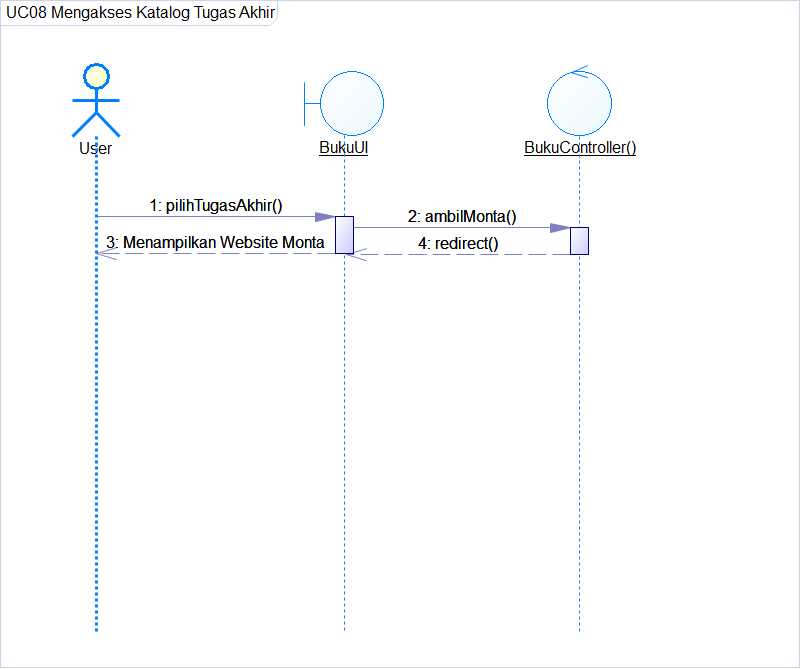 UC08 Mengakses Katalog Tugas Akhir
User
BukuUI
BukuController()
1: pilihTugasAkhir()
2: ambilMonta()
3: Menampilkan Website Monta
4: redirect()